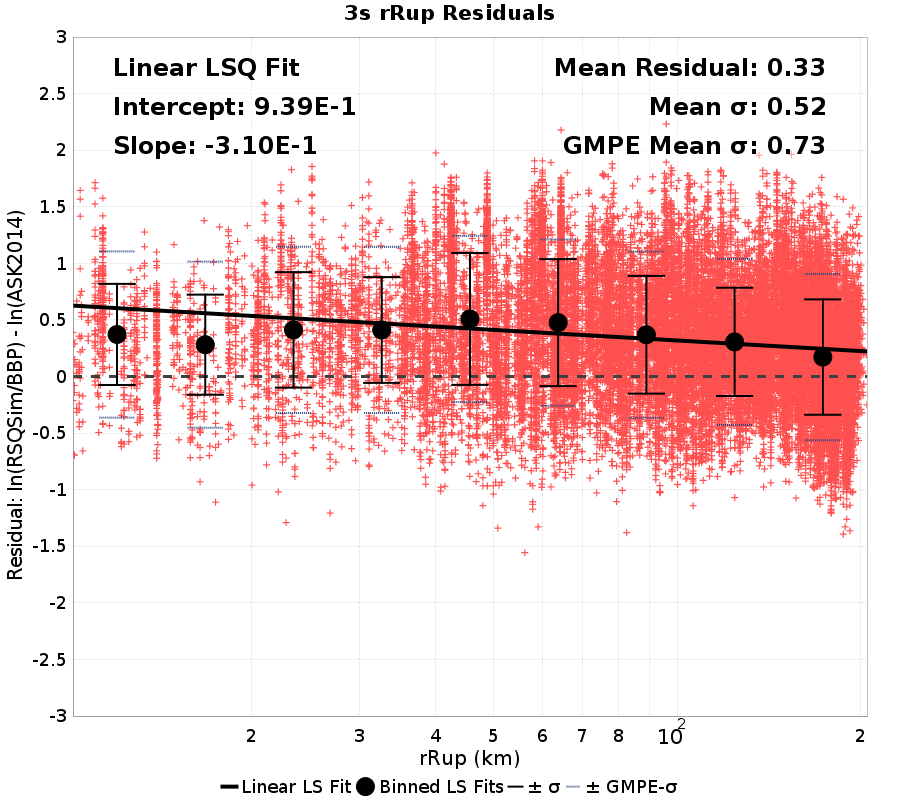 3s rRup Residuals
Linear LSQ Fit
Intercept: 9.39E-1
Slope: -3.10E-1
Mean Residual: 0.33
Mean σ: 0.52
GMPE Mean σ: 0.73
Residual: ln(RSQSim/BBP) - ln(ASK2014)
3
2.5
2
1.5
1
0.5
0
-0.5
-1
-1.5
-2
-2.5
-3
2 3 4 5 6 7 8 10² 2
rRup (km)
Linear LS Fit Binned LS Fits ± σ ± GMPE-σ